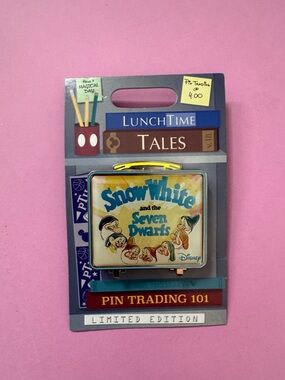 Have a
MAGICAL
DAY
Pin Trading
@
4:00
LUNCHTIME
TALES
Snow White
and the
Seven
Dwarfs
Disney
PIN TRADING 101
LIMITED EDITION